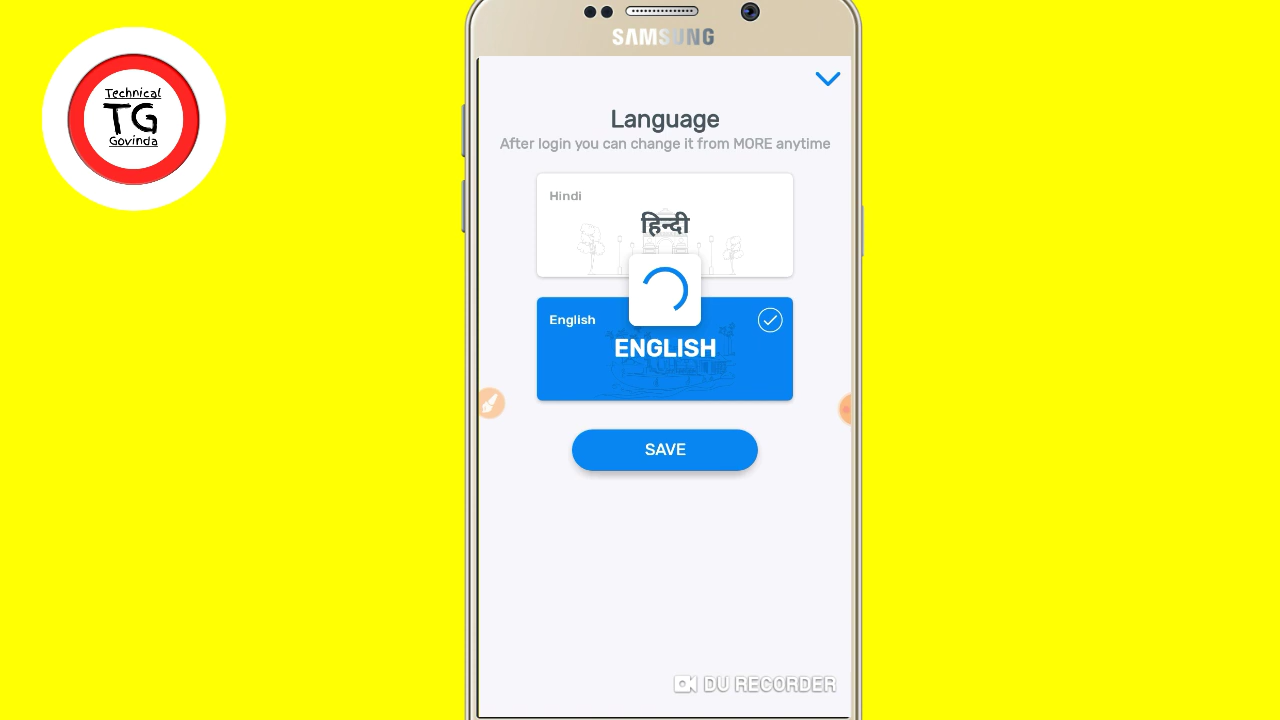 Technical
TG
Govinda
SAMSUNG
Language
After login you can change it from MORE anytime
Hindi
हिन्दी
English
ENGLISH
SAVE
DU RECORDER